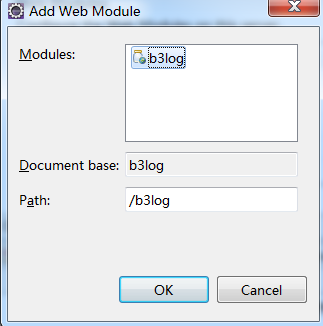 Add Web Module
Modules:
b3log
Document base: b3log
Path: /b3log
OK Cancel